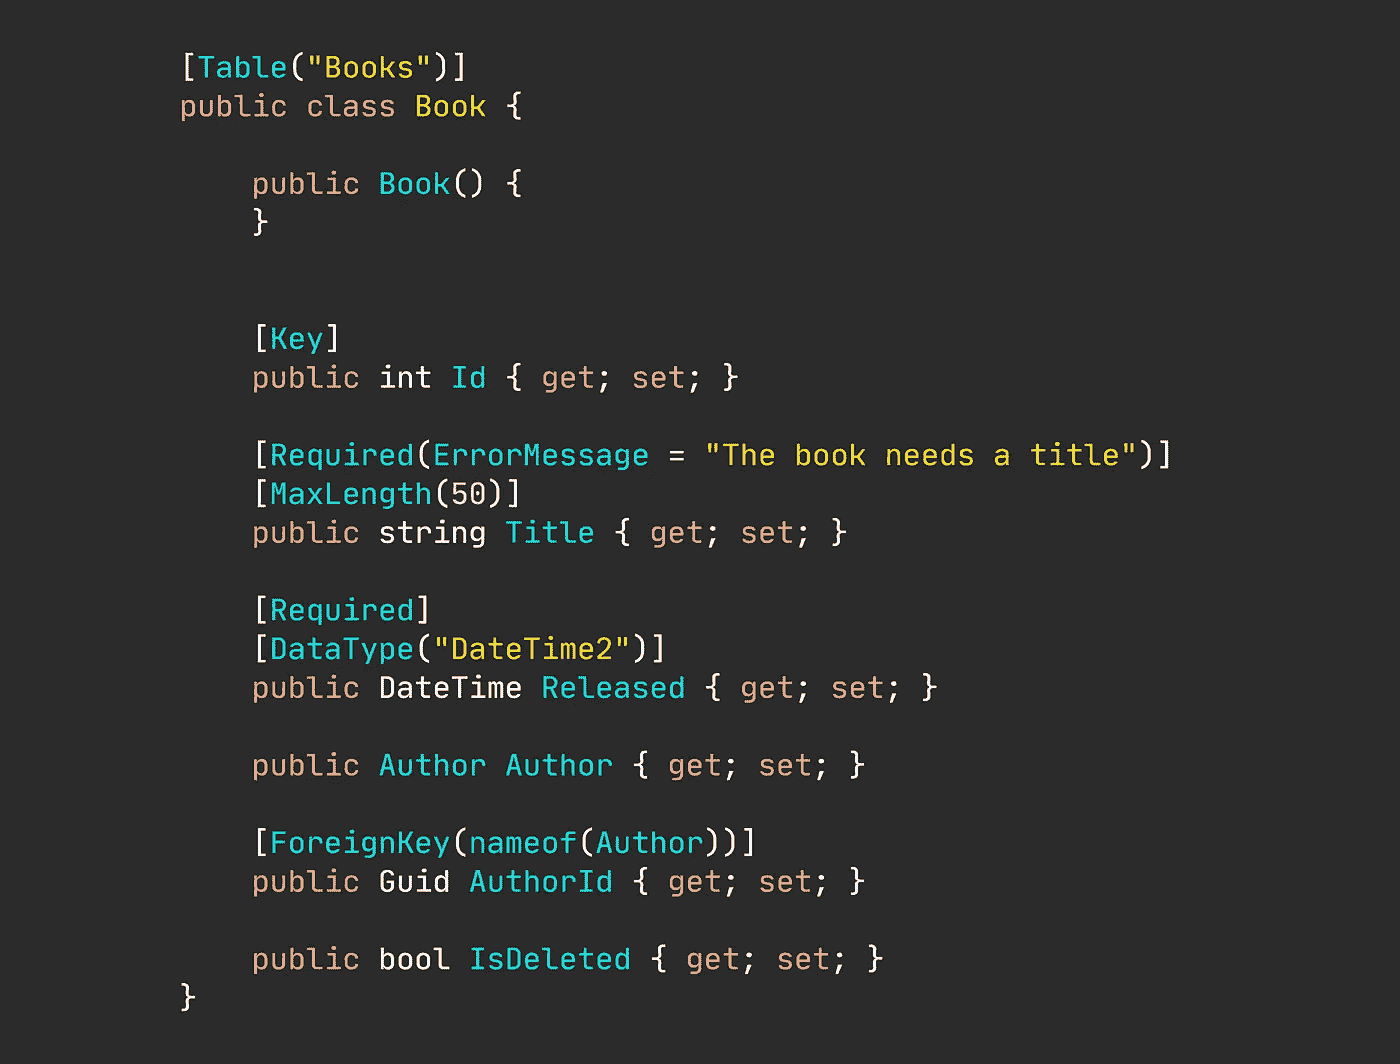 [Table("Books")]
public class Book {
public Book() {
}
[Key]
public int Id { get; set; }
[Required(ErrorMessage = "The book needs a title")]
[MaxLength(50)]
public string Title { get; set; }
[Required]
[DataType("DateTime2")]
public DateTime Released { get; set; }
public Author Author { get; set; }
[ForeignKey(nameof(Author))]
public Guid AuthorId { get; set; }
public bool IsDeleted { get; set; }
}